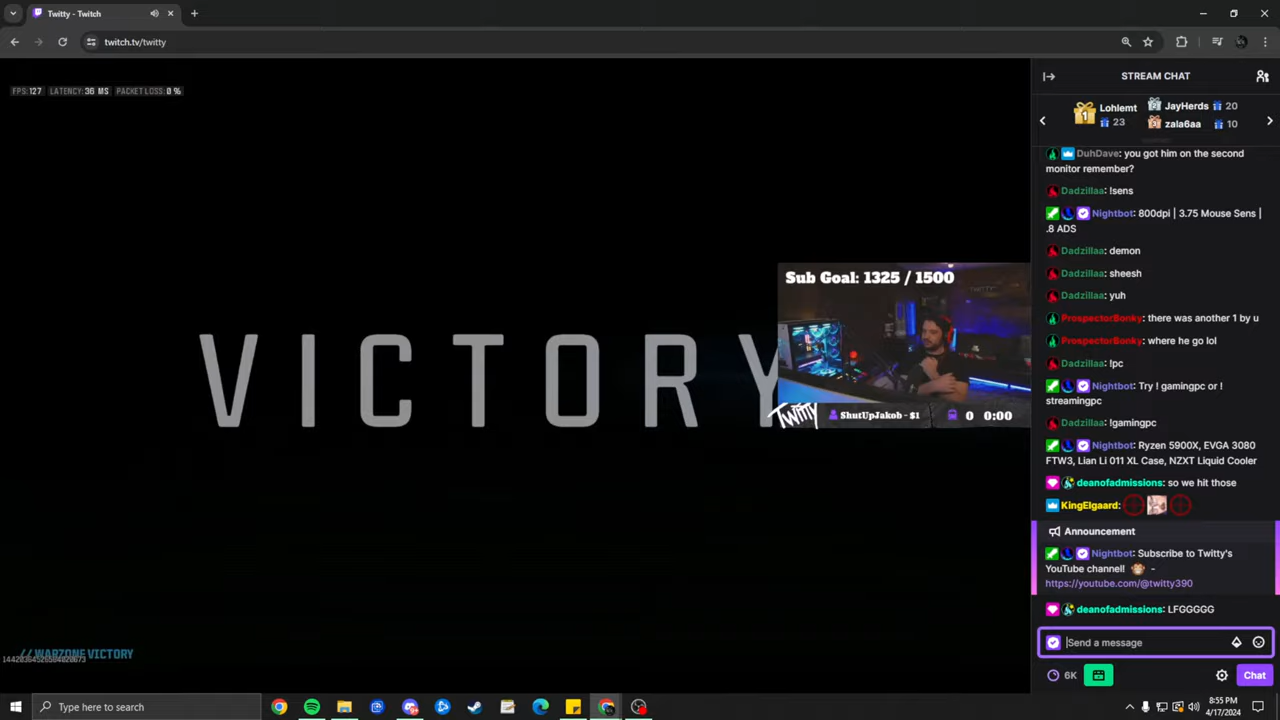 Twitty - Twitch
twitch.tv/twitty
FPS: 127 LATENCY: 36 MS PACKET LOSS: 0 %
VICTORY
// WARZONE VICTORY
Sub Goal: 1325 / 1500
TWITTY
ShutUpJakob - $1
0 0:00
STREAM CHAT
1 Lohlemt
23
2 JayHerds 20
3 zala6aa 10
DuhDave: you got him on the second
monitor remember?
Dadzillaa: !sens
Nightbot: 800dpi | 3.75 Mouse Sens |
.8 ADS
Dadzillaa: demon
Dadzillaa: sheesh
Dadzillaa: yuh
ProspectorBonky: there was another 1 by u
ProspectorBonky: where he go lol
Dadzillaa: !pc
Nightbot: Try ! gamingpc or !
streamingpc
Dadzillaa: !gamingpc
Nightbot: Ryzen 5900X, EVGA 3080
FTW3, Lian Li 011 XL Case, NZXT Liquid Cooler
deanofadmissions: so we hit those
KingElgaard:
Announcement
Nightbot: Subscribe to Twitty's
YouTube channel! -
https://youtube.com/@twitty390
deanofadmissions: LFGGGGG
Send a message
6K
Chat
Type here to search
8:55 PM
4/17/2024